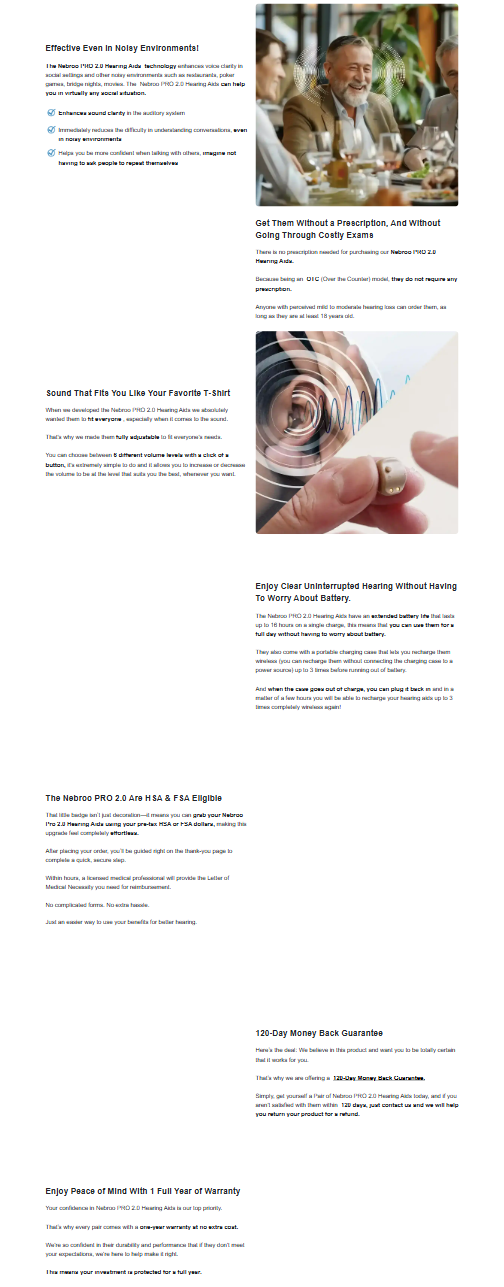 Effective Even in Noisy Environments!
The Nebroo PRO 2.0 Hearing Aids technology enhances voice clarity in
social settings and other noisy environments such as restaurants, poker
games, bridge nights, movies. The Nebroo PRO 2.0 Hearing Aids can help
you in virtually any social situation.
Enhances sound clarity in the auditory system
Immediately reduces the difficulty in understanding conversations, even
in noisy environments
Helps you be more confident when talking with others, imagine not
having to ask people to repeat themselves
Get Them Without a Prescription, And Without
Going Through Costly Exams
There is no prescription needed for purchasing our Nebroo PRO 2.0
Hearing Aids.
Because being an OTC (Over the Counter) model, they do not require any
prescription.
Anyone with perceived mild to moderate hearing loss can order them, as
long as they are at least 18 years old.
Sound That Fits You Like Your Favorite T-Shirt
When we developed the Nebroo PRO 2.0 Hearing Aids we absolutely
wanted them to fit everyone, especially when it comes to the sound.
That's why we made them fully adjustable to fit everyone's needs.
You can choose between 6 different volume levels with a click of a
button, it's extremely simple to do and it allows you to increase or decrease
the volume to be at the level that suits you the best, whenever you want.
Enjoy Clear Uninterrupted Hearing Without Having
To Worry About Battery.
The Nebroo PRO 2.0 Hearing Aids have an extended battery life that lasts
up to 16 hours on a single charge, this means that you can use them for a
full day without having to worry about battery.
They also come with a portable charging case that lets you recharge them
wireless (you can recharge them without connecting the charging case to a
power source) up to 3 times before running out of battery.
And when the case goes out of charge, you can plug it back in and in a
matter of a few hours you will be able to recharge your hearing aids up to 3
times completely wireless again!
The Nebroo PRO 2.0 Are HSA & FSA Eligible
That little badge isn't just decoration—it means you can grab your Nebroo
Pro 2.0 Hearing Aids using your pre-tax HSA or FSA dollars, making this
upgrade feel completely effortless.
After placing your order, you'll be guided right on the thank-you page to
complete a quick, secure step.
Within hours, a licensed medical professional will provide the Letter of
Medical Necessity you need for reimbursement.
No complicated forms. No extra hassle.
Just an easier way to use your benefits for better hearing.
120-Day Money Back Guarantee
Here's the deal. We believe in this product and want you to be totally certain
that it works for you.
That's why we are offering a 120-Day Money Back Guarantee.
Simply, get yourself a Pair of Nebroo PRO 2.0 Hearing Aids today, and if you
aren't satisfied with them within 120 days, just contact us and we will help
you return your product for a refund.
Enjoy Peace of Mind With 1 Full Year of Warranty
Your confidence in Nebroo PRO 2.0 Hearing Aids is our top priority.
That's why every pair comes with a one-year warranty at no extra cost.
We're so confident in their durability and performance that if they don't meet
your expectations, we're here to help make it right.
This means your investment is protected for a full year.